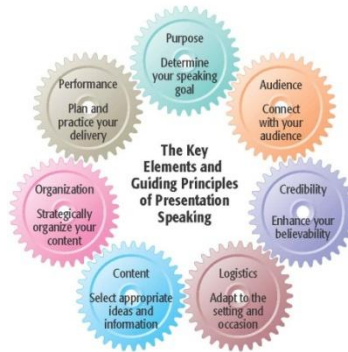 Purpose
Determine
your speaking
goal
Audience
Connect
with your
audience
Credibility
Enhance your
believability
Logistics
Adapt to the
setting and
occasion
Content
Select appropriate
ideas and
information
Organization
Strategically
organize your
content
Performance
Plan and
practice your
delivery
The Key
Elements and
Guiding Principles
of Presentation
Speaking